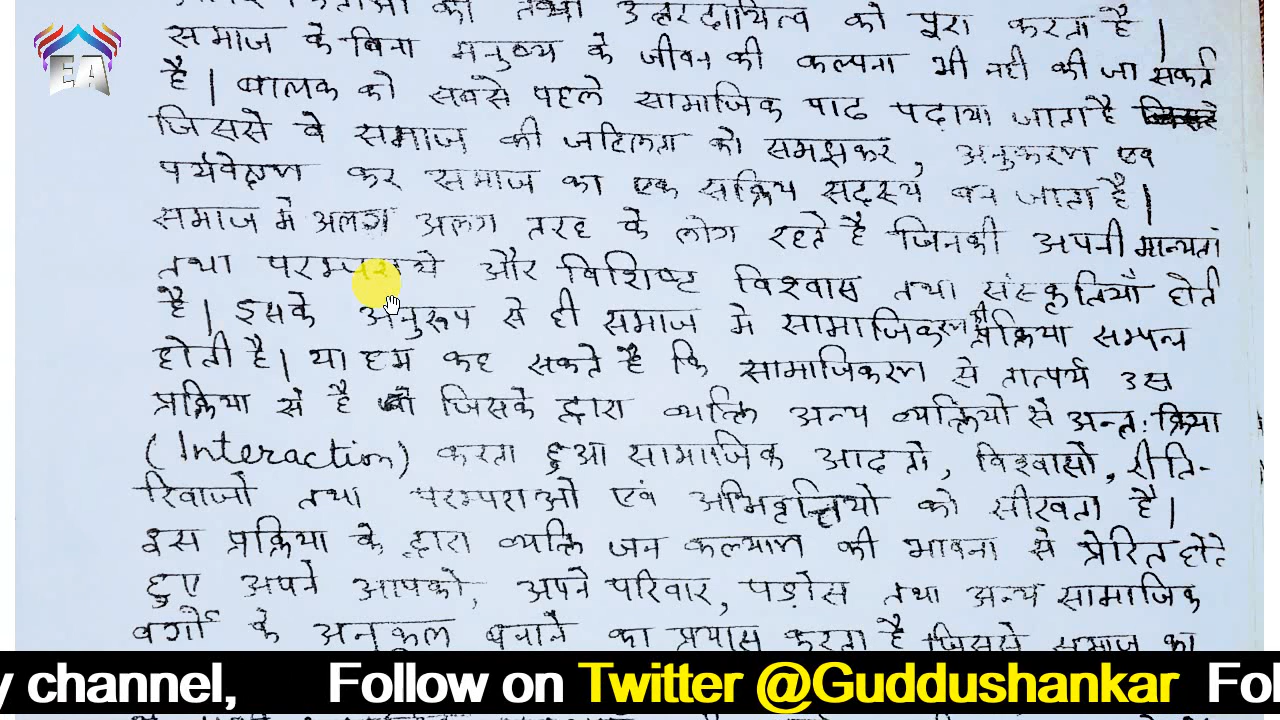 को तथा उत्तरदायित्व को पूरा करता है।
समाज के बिना मनुष्य के जीवन की कल्पना भी नही की जा सकती
है। बालक को सबसे पहले सामाजिक पाठ पढ़ाया जाता है
जिससे वे समाज की जटिलता को समझकर, अनुकरण एवं
पर्यवेक्षण कर समाज का एक सक्रिय सदस्य बन जाता है।
समाज मे अलग अलग तरह के लोग रहते है जिनकी अपनी मान्यता
तथा परम्पराये और विशिष्ट विश्वास तथा संस्कृतियाँ होती
है। इसके अनुरूप से ही समाज मे सामाजिकरण की प्रक्रिया सम्पन्न
होती है। या हम कह सकते है कि सामाजिकरण से तात्पर्य उस
प्रक्रिया से है जिसके द्वारा व्यक्ति अन्य व्यक्तियो से अन्तः क्रिया
(Interaction) करता हुआ सामाजिक आदतो, विश्वासो, रीति-
रिवाजो तथा परम्पराओ एवं अभिवृत्तियो को सीखता है।
इस प्रक्रिया के द्वारा व्यक्ति जन कल्याण की भावना से प्रेरित होते
हुए अपने आपको, अपने परिवार, पड़ोस तथा अन्य सामाजिक
वर्गो के अनुकूल बनाने का प्रयास करता है जिससे समाज का
EA
y channel, Follow on Twitter @Guddushankar Fol